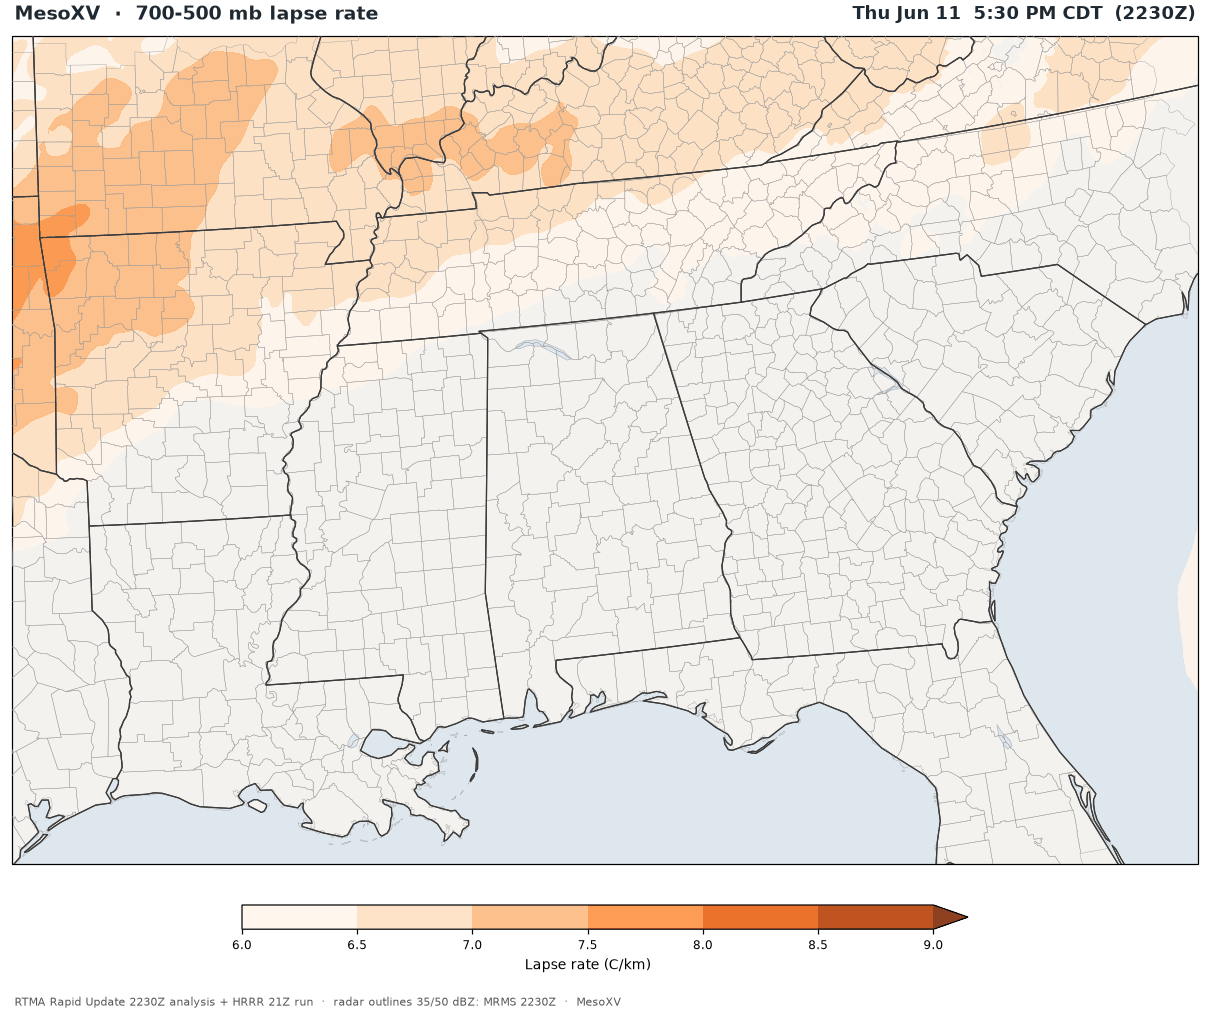 MesoXV · 700-500 mb lapse rate
Thu Jun 11 5:30 PM CDT (2230Z)
6.0 6.5 7.0 7.5 8.0 8.5 9.0
Lapse rate (C/km)
RTMA Rapid Update 2230Z analysis + HRRR 21Z run · radar outlines 35/50 dBZ: MRMS 2230Z · MesoXV